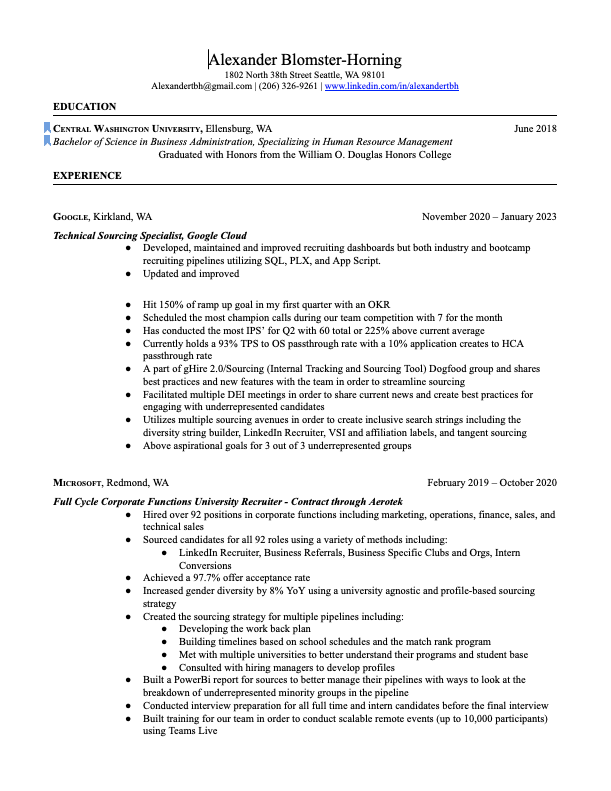 Alexander Blomster-Horning
1802 North 38th Street Seattle, WA 98101
Alexandertbh@gmail.com | (206) 326-9261 | www.linkedin.com/in/alexandertbh
EDUCATION
Central Washington University, Ellensburg, WA June 2018
Bachelor of Science in Business Administration, Specializing in Human Resource Management
Graduated with Honors from the William O. Douglas Honors College
EXPERIENCE
Google, Kirkland, WA November 2020 – January 2023
Technical Sourcing Specialist, Google Cloud
● Developed, maintained and improved recruiting dashboards but both industry and bootcamp
recruiting pipelines utilizing SQL, PLX, and App Script.
● Updated and improved
● Hit 150% of ramp up goal in my first quarter with an OKR
● Scheduled the most champion calls during our team competition with 7 for the month
● Has conducted the most IPS’ for Q2 with 60 total or 225% above current average
● Currently holds a 93% TPS to OS passthrough rate with a 10% application creates to HCA
passthrough rate
● A part of gHire 2.0/Sourcing (Internal Tracking and Sourcing Tool) Dogfood group and shares
best practices and new features with the team in order to streamline sourcing
● Facilitated multiple DEI meetings in order to share current news and create best practices for
engaging with underrepresented candidates
● Utilizes multiple sourcing avenues in order to create inclusive search strings including the
diversity string builder, LinkedIn Recruiter, VSI and affiliation labels, and tangent sourcing
● Above aspirational goals for 3 out of 3 underrepresented groups
Microsoft, Redmond, WA February 2019 – October 2020
Full Cycle Corporate Functions University Recruiter - Contract through Aerotek
● Hired over 92 positions in corporate functions including marketing, operations, finance, sales, and
technical sales
● Sourced candidates for all 92 roles using a variety of methods including:
● LinkedIn Recruiter, Business Referrals, Business Specific Clubs and Orgs, Intern
Conversions
● Achieved a 97.7% offer acceptance rate
● Increased gender diversity by 8% YoY using a university agnostic and profile-based sourcing
strategy
● Created the sourcing strategy for multiple pipelines including:
● Developing the work back plan
● Building timelines based on school schedules and the match rank program
● Met with multiple universities to better understand their programs and student base
● Consulted with hiring managers to develop profiles
● Built a PowerBi report for sources to better manage their pipelines with ways to look at the
breakdown of underrepresented minority groups in the pipeline
● Conducted interview preparation for all full time and intern candidates before the final interview
● Built training for our team in order to conduct scalable remote events (up to 10,000 participants)
using Teams Live